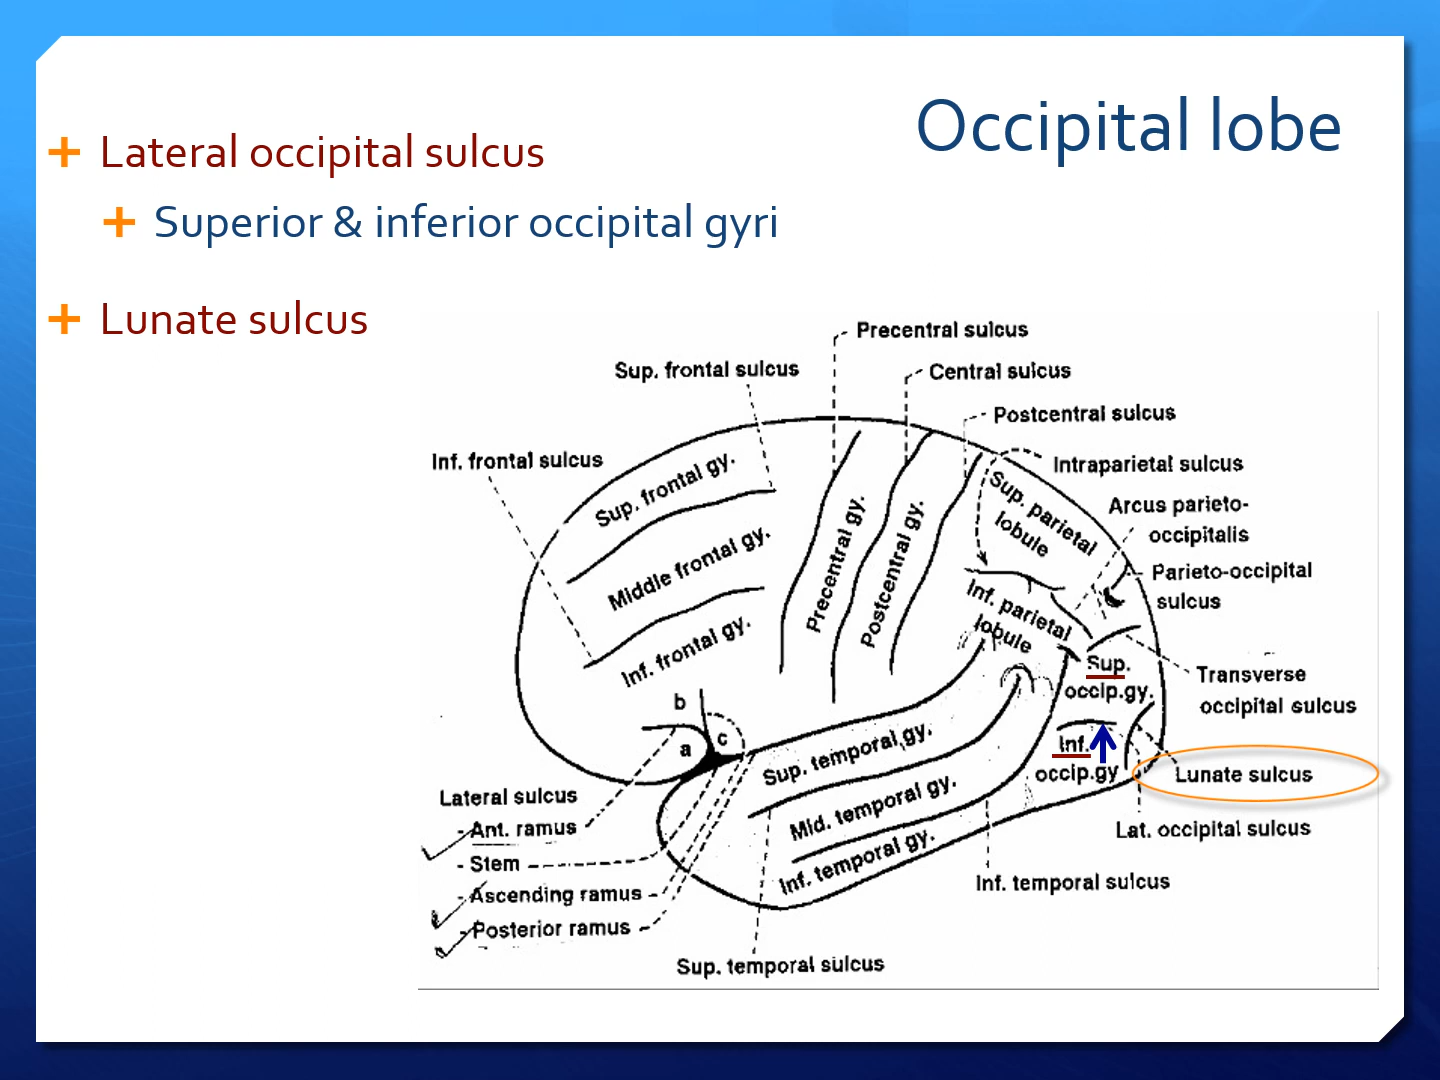 Occipital lobe
Lateral occipital sulcus
Superior & inferior occipital gyri
Lunate sulcus
Precentral sulcus
Sup. frontal sulcus
Central sulcus
Postcentral sulcus
Inf. frontal sulcus
Intraparietal sulcus
Sup. frontal gy.
Sup. parietal
lobule
Arcus parieto-
occipitalis
Middle frontal gy.
Precentral gy.
Postcentral gy.
Parieto-occipital
sulcus
Inf. parietal
lobule
Inf. frontal gy.
Sup.
occip.gy.
Transverse
occipital sulcus
b
a
c
Sup. temporal gy.
Inf.
occip.gy
Lunate sulcus
Lateral sulcus
- Ant. ramus
- Stem
- Ascending ramus
- Posterior ramus
Mid. temporal gy.
Inf. temporal gy.
Lat. occipital sulcus
Inf. temporal sulcus
Sup. temporal sulcus